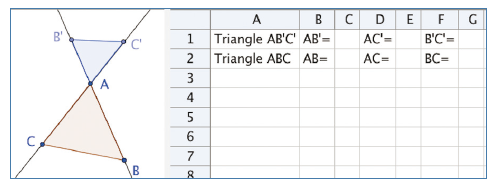 B'
C'
A
C
B
A B C D E F G
1 Triangle AB'C' AB'= AC'= B'C'=
2 Triangle ABC AB= AC= BC=
3
4
5
6
7
8